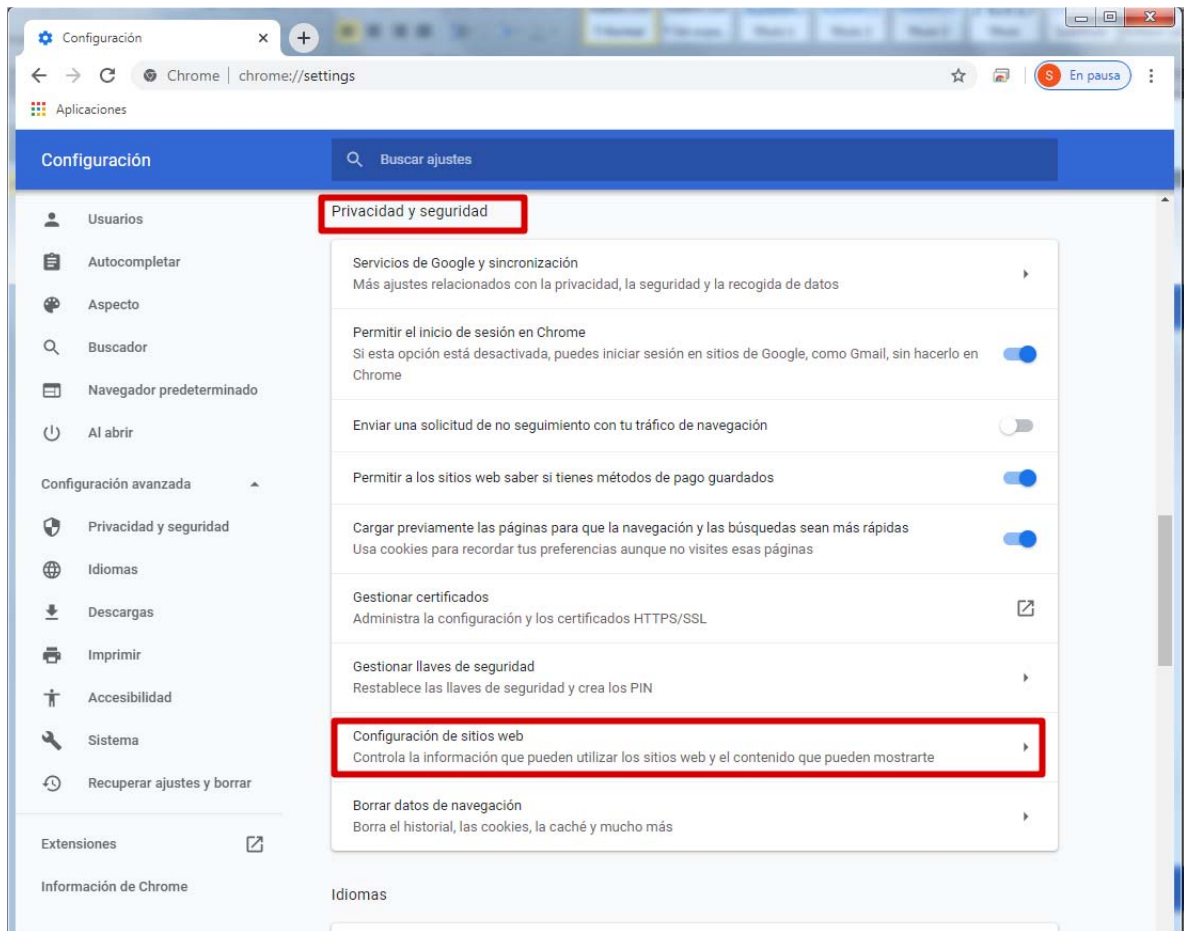 Configuración
Chrome | chrome://settings
S En pausa
Aplicaciones
Configuración
Buscar ajustes
Usuarios
Autocompletar
Aspecto
Buscador
Navegador predeterminado
Al abrir
Configuración avanzada
Privacidad y seguridad
Idiomas
Descargas
Imprimir
Accesibilidad
Sistema
Recuperar ajustes y borrar
Extensiones
Información de Chrome
Privacidad y seguridad
Servicios de Google y sincronización
Más ajustes relacionados con la privacidad, la seguridad y la recogida de datos
Permitir el inicio de sesión en Chrome
Si esta opción está desactivada, puedes iniciar sesión en sitios de Google, como Gmail, sin hacerlo en
Chrome
Enviar una solicitud de no seguimiento con tu tráfico de navegación
Permitir a los sitios web saber si tienes métodos de pago guardados
Cargar previamente las páginas para que la navegación y las búsquedas sean más rápidas
Usa cookies para recordar tus preferencias aunque no visites esas páginas
Gestionar certificados
Administra la configuración y los certificados HTTPS/SSL
Gestionar llaves de seguridad
Restablece las llaves de seguridad y crea los PIN
Configuración de sitios web
Controla la información que pueden utilizar los sitios web y el contenido que pueden mostrarte
Borrar datos de navegación
Borra el historial, las cookies, la caché y mucho más
Idiomas